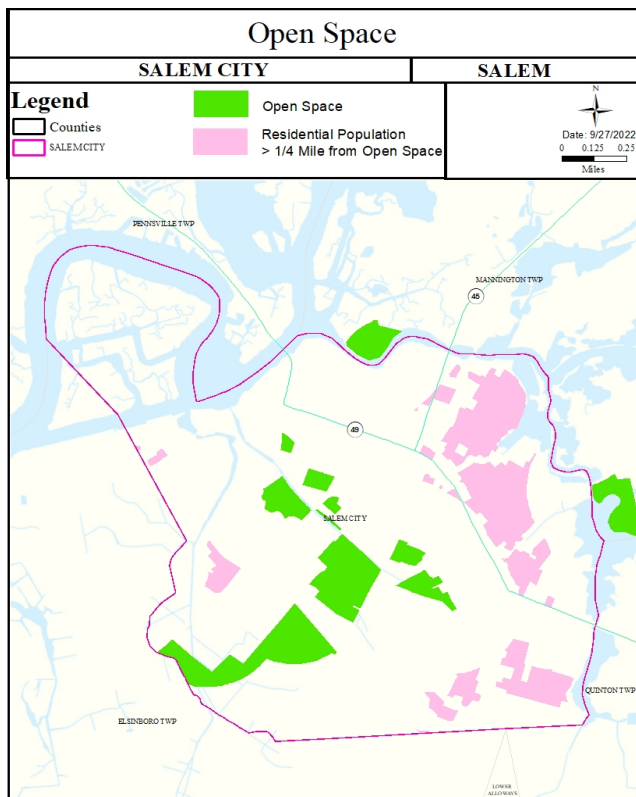 Open Space
SALEM CITY
SALEM
Legend
Counties
SALEMCITY
Open Space
Residential Population
> 1/4 Mile from Open Space
N
Date: 9/27/2022
0 0.125 0.25
Miles
PENNSVILLE TWP
MANNINGTON TWP
45
49
SALEM CITY
QUINTON TWP
ELSINBORO TWP
LOWER
ALLOWAYS